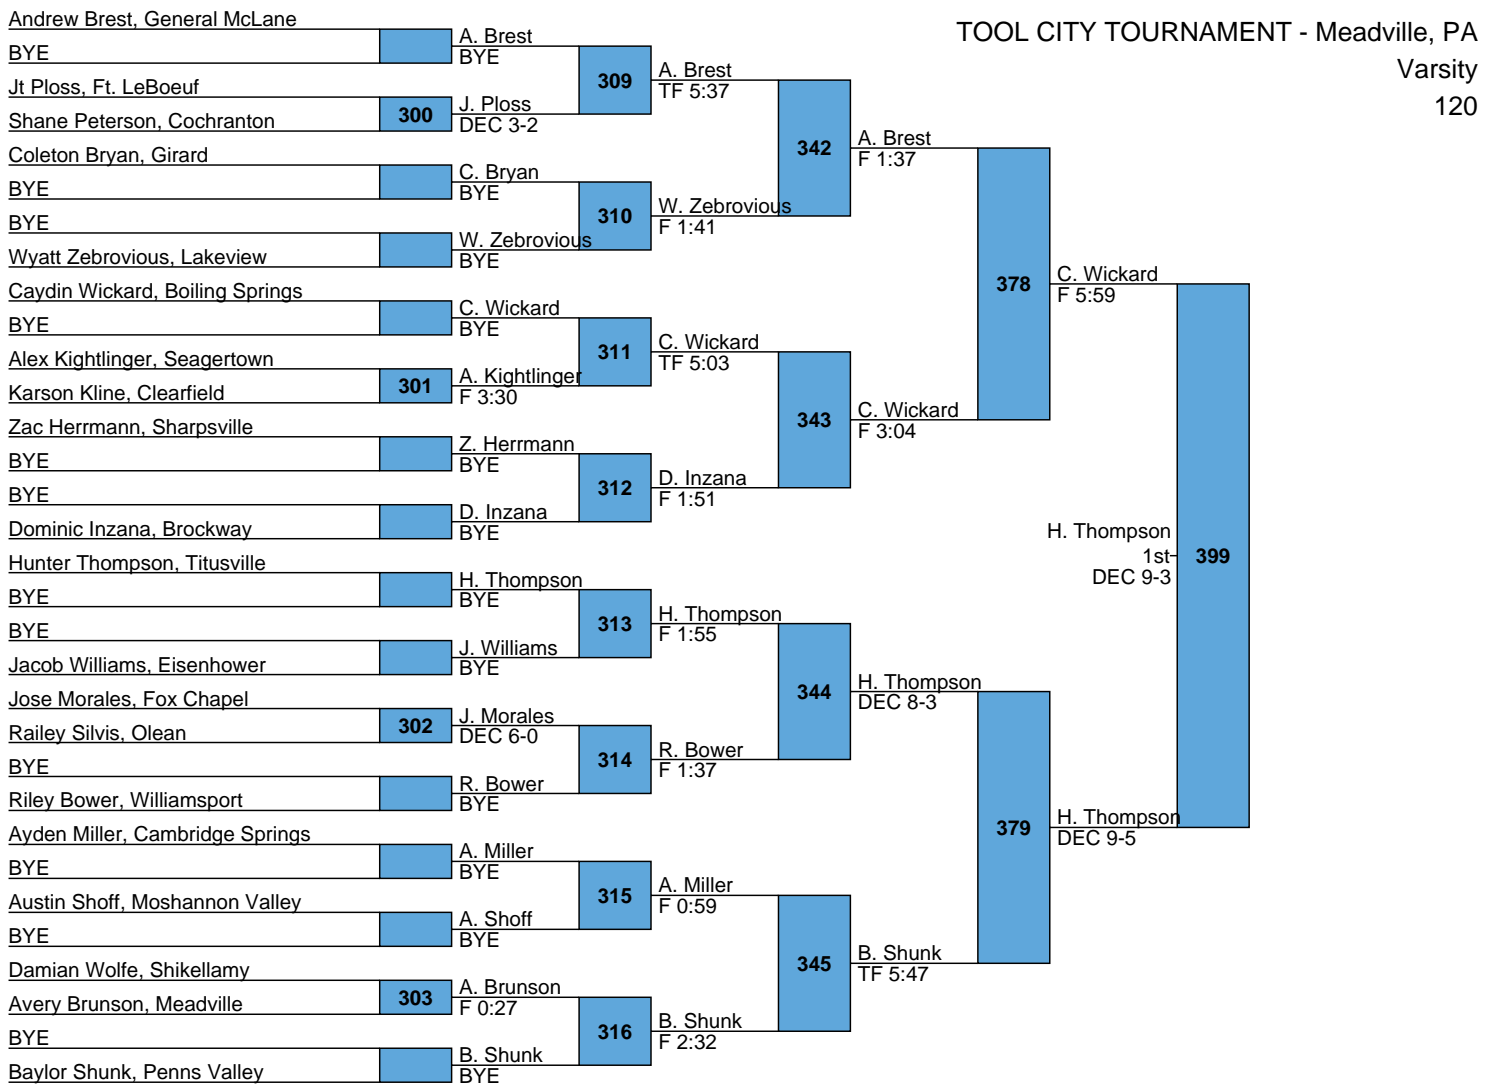 TOOL CITY TOURNAMENT - Meadville, PA
Varsity
120
Andrew Brest, General McLane
BYE
Jt Ploss, Ft. LeBoeuf
Shane Peterson, Cochranton
Coleton Bryan, Girard
BYE
BYE
Wyatt Zebrovious, Lakeview
Caydin Wickard, Boiling Springs
BYE
Alex Kightlinger, Seagertown
Karson Kline, Clearfield
Zac Herrmann, Sharpsville
BYE
BYE
Dominic Inzana, Brockway
Hunter Thompson, Titusville
BYE
BYE
Jacob Williams, Eisenhower
Jose Morales, Fox Chapel
Railey Silvis, Olean
BYE
Riley Bower, Williamsport
Ayden Miller, Cambridge Springs
BYE
Austin Shoff, Moshannon Valley
BYE
Damian Wolfe, Shikellamy
Avery Brunson, Meadville
BYE
Baylor Shunk, Penns Valley
300
301
302
303
A. Brest
BYE
J. Ploss
DEC 3-2
C. Bryan
BYE
W. Zebrovious
BYE
C. Wickard
BYE
A. Kightlinger
F 3:30
Z. Herrmann
BYE
D. Inzana
BYE
H. Thompson
BYE
J. Williams
BYE
J. Morales
DEC 6-0
R. Bower
BYE
A. Miller
BYE
A. Shoff
BYE
A. Brunson
F 0:27
B. Shunk
BYE
309
310
311
312
313
314
315
316
A. Brest
TF 5:37
W. Zebrovious
F 1:41
C. Wickard
TF 5:03
D. Inzana
F 1:51
H. Thompson
F 1:55
R. Bower
F 1:37
A. Miller
F 0:59
B. Shunk
F 2:32
342
343
344
345
A. Brest
F 1:37
C. Wickard
F 3:04
H. Thompson
DEC 8-3
B. Shunk
TF 5:47
378
379
C. Wickard
F 5:59
H. Thompson
DEC 9-5
H. Thompson
1st
DEC 9-3
399